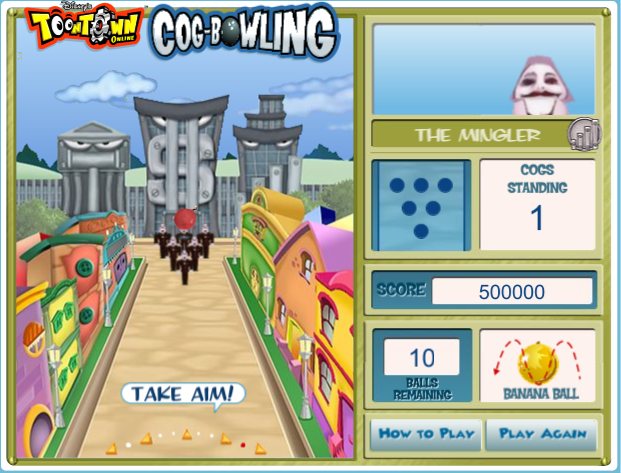 Disney's
TOONTOWN
ONLINE
COG-BOWLING
THE MINGLER
COGS
STANDING
1
SCORE 500000
10
BALLS
REMAINING
BANANA BALL
TAKE AIM!
HOW TO PLAY
PLAY AGAIN